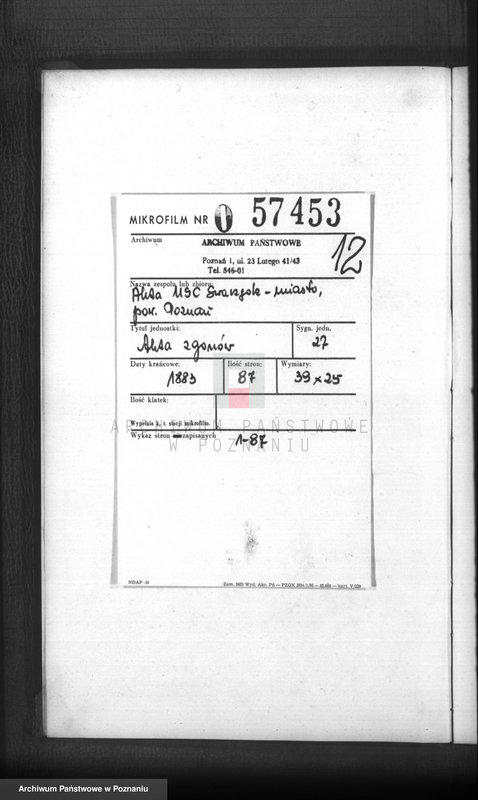 MIKROFILM NR 0 57453
Archiwum
ARCHIWUM PAŃSTWOWE
Poznań 1, ul. 23 Lutego 41/43
Tel. 546-01
12
Nazwa zespołu lub zbioru:
Akta USC Swarzędz - miasto,
pow. Poznań
Tytuł jednostki:
Akta zgonów
Sygn. jedn.
27
Daty krańcowe:
1883
Ilość stron:
87
Wymiary:
39 x 25
Ilość klatek:
Wypełnia k. t. stacji mikrofilm.
Wykaz stron niezapisanych
1-87
ARCHIWUM PAŃSTWOWE
W POZNANIU
NDAP-25
Archiwum Państwowe w Poznaniu